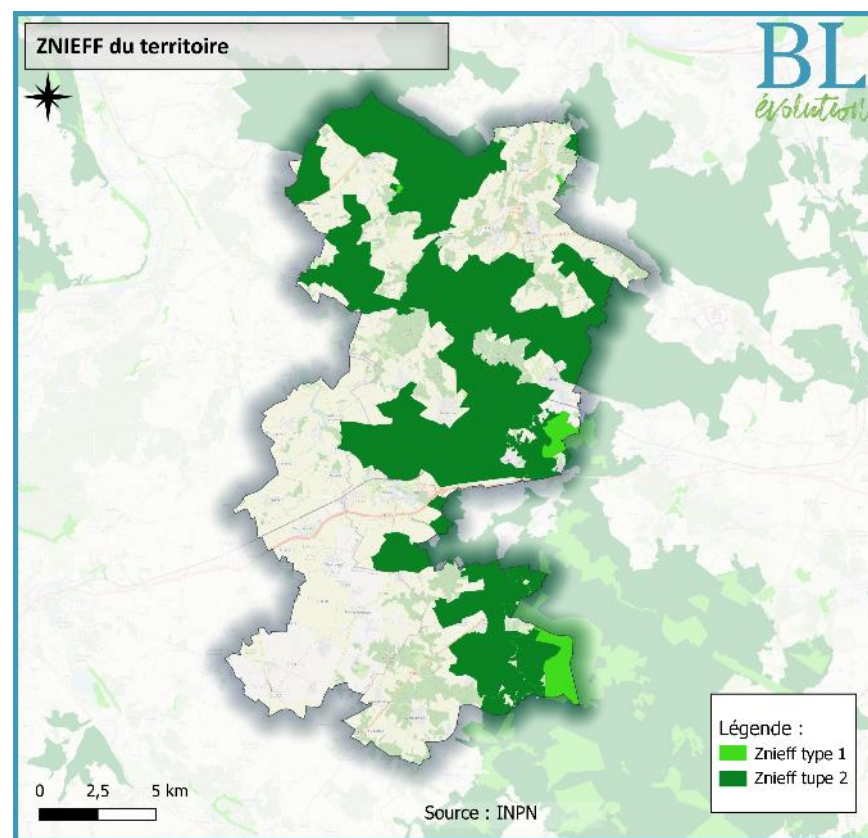 ZNIEFF du territoire
BL
évolution
Légende :
Znieff type 1
Znieff tupe 2
0 2,5 5 km
Source : INPN